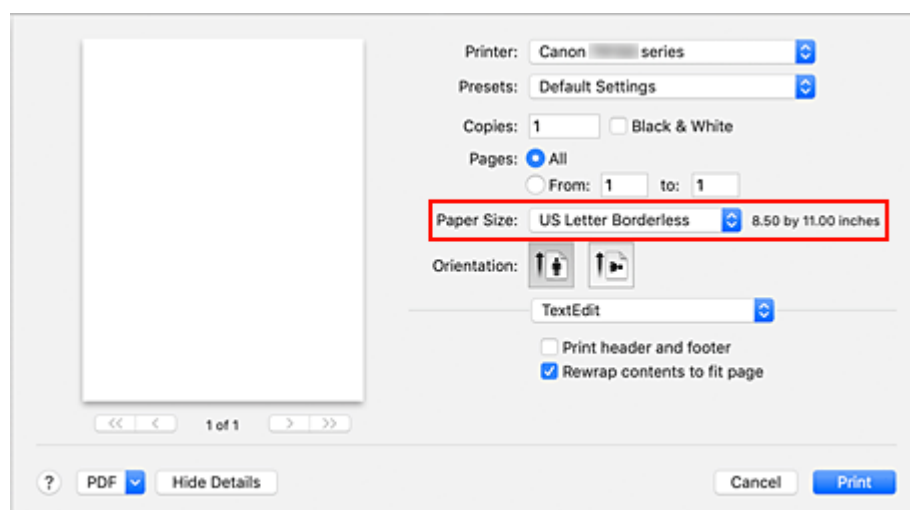 Printer: Canon series
Presets: Default Settings
Copies: 1 Black & White
Pages: All
From: 1 to: 1
Paper Size: US Letter Borderless 8.50 by 11.00 inches
Orientation:
TextEdit
Print header and footer
Rewrap contents to fit page
<< < 1 of 1 > >>
? PDF Hide Details Cancel Print